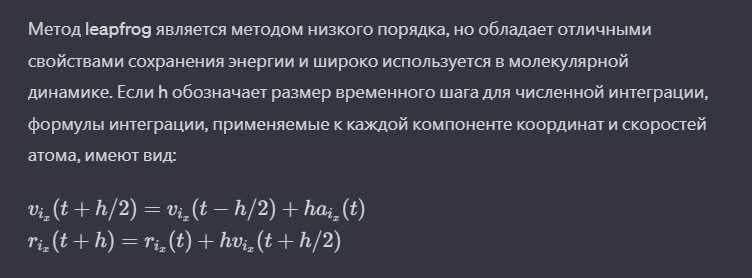 Метод leapfrog является методом низкого порядка, но обладает отличными
свойствами сохранения энергии и широко используется в молекулярной
динамике. Если h обозначает размер временного шага для численной интеграции,
формулы интеграции, применяемые к каждой компоненте координат и скоростей
атома, имеют вид:
$v_{i_x}(t + h/2) = v_{i_x}(t - h/2) + ha_{i_x}(t)$
$r_{i_x}(t + h) = r_{i_x}(t) + hv_{i_x}(t + h/2)$